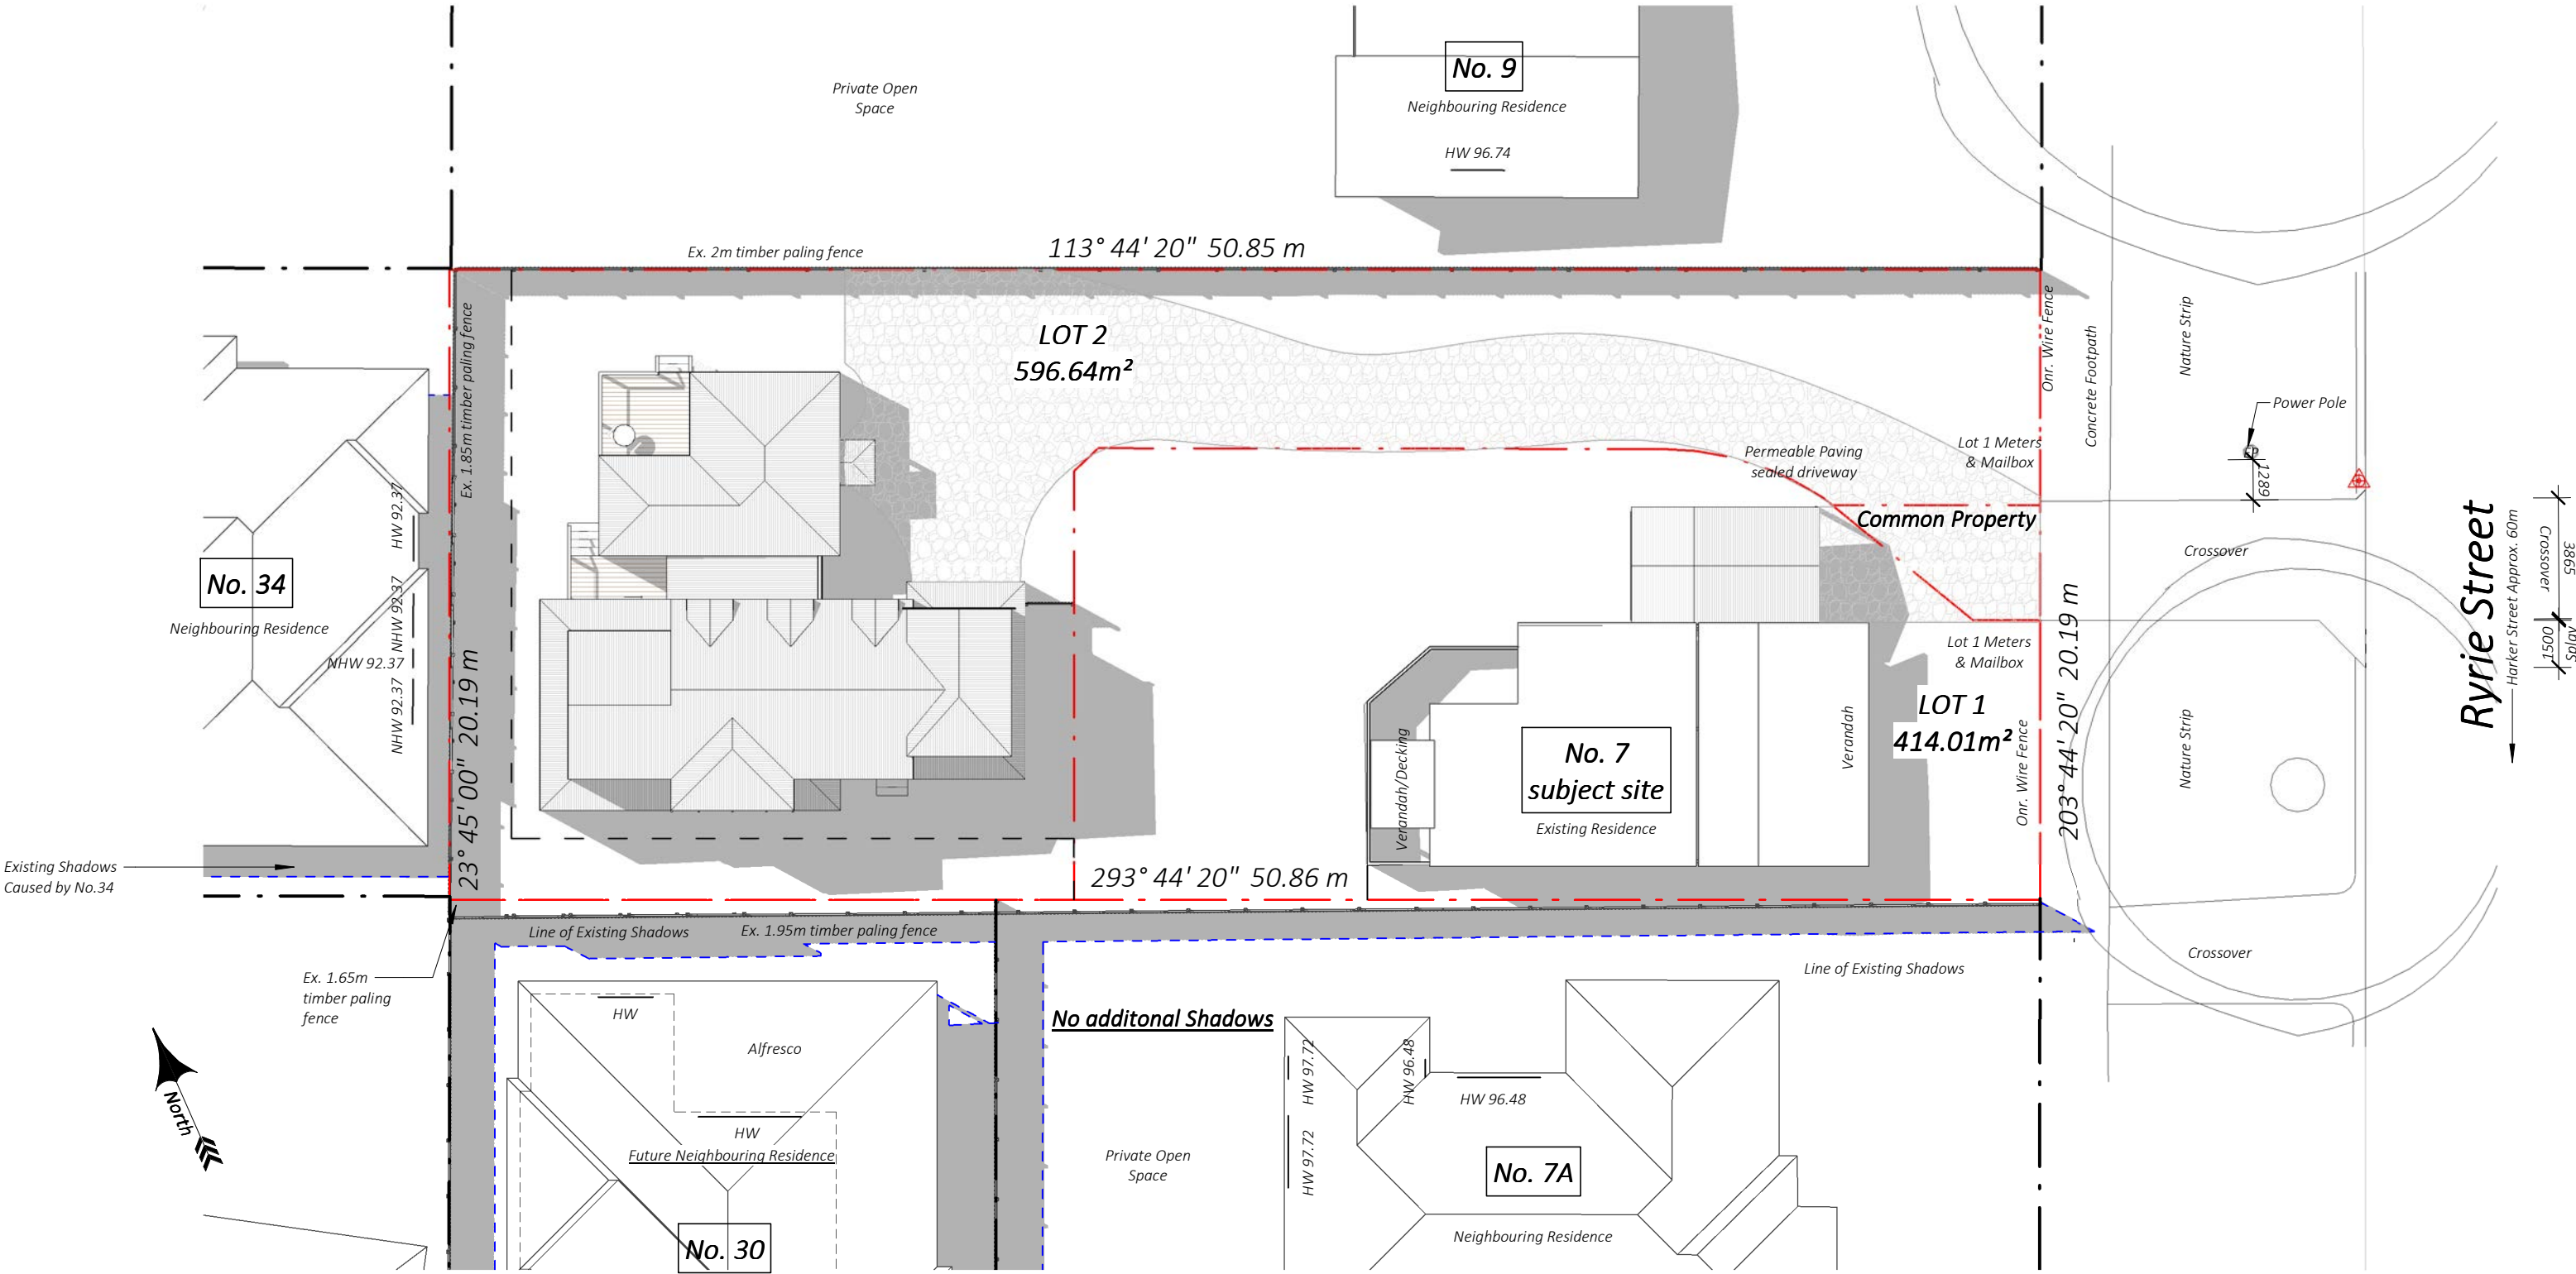 No. 9
Neighbouring Residence
HW 96.74
Private Open
Space
Ex. 2m timber paling fence
113° 44' 20" 50.85 m
LOT 2
596.64m²
Ex. 1.85m timber paling fence
23° 45' 00" 20.19 m
HW 92.37
NHW 92.37
NHW 92.37
NHW 92.37
No. 34
Neighbouring Residence
Existing Shadows
Caused by No.34
Permeable Paving
sealed driveway
Lot 1 Meters
& Mailbox
Common Property
Lot 1 Meters
& Mailbox
LOT 1
414.01m²
No. 7
subject site
Existing Residence
Verandah/Decking
Verandah
Onr. Wire Fence
Onr. Wire Fence
Concrete Footpath
203° 44' 20" 20.19 m
Nature Strip
Power Pole
1289
Crossover
Nature Strip
Crossover
Ryrie Street
Harker Street Approx. 60m
3865
Crossover
1500
Splay
293° 44' 20" 50.86 m
Line of Existing Shadows
Ex. 1.95m timber paling fence
Ex. 1.65m
timber paling
fence
North
HW
Alfresco
HW
Future Neighbouring Residence
No. 30
No additonal Shadows
Line of Existing Shadows
Private Open
Space
HW 97.72
HW 97.72
HW 96.48
HW 96.48
No. 7A
Neighbouring Residence